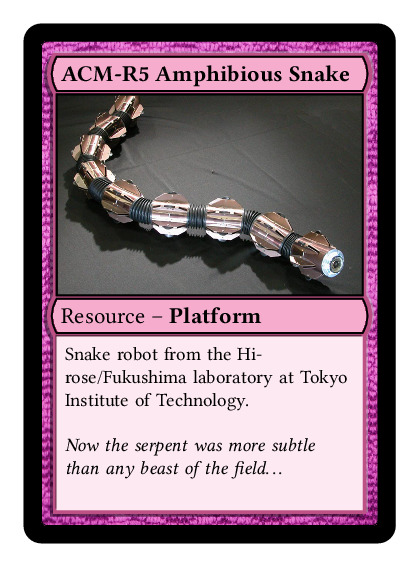 ACM-R5 Amphibious Snake
Resource – Platform
Snake robot from the Hi-
rose/Fukushima laboratory at Tokyo
Institute of Technology.
Now the serpent was more subtle
than any beast of the field…